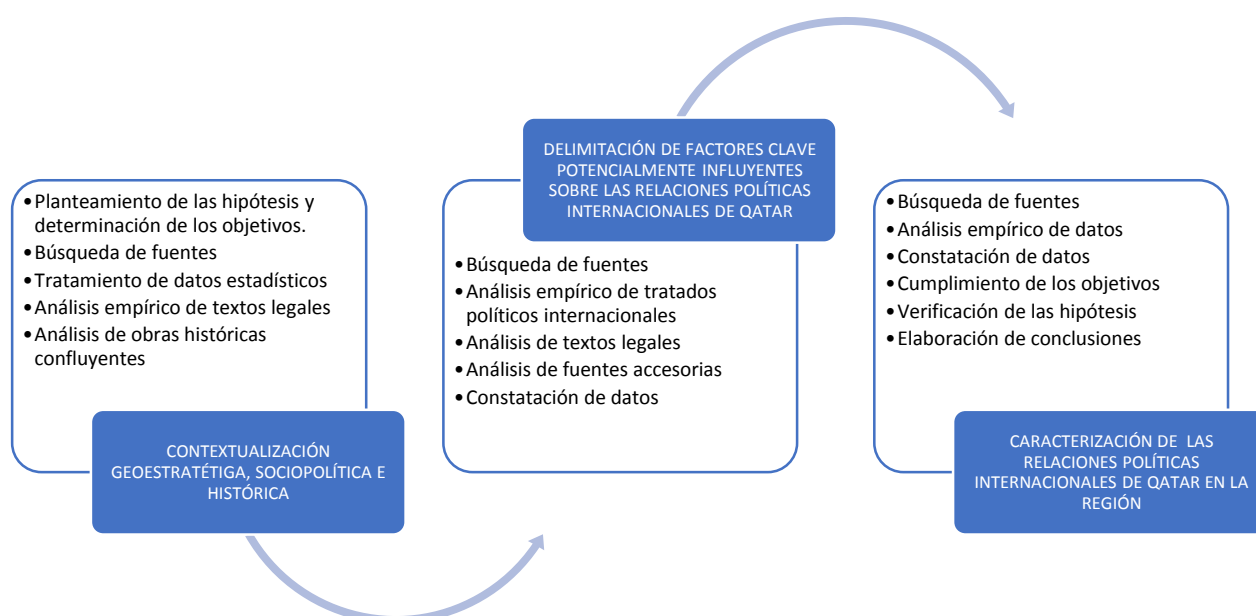 •Planteamiento de las hipótesis y
determinación de los objetivos.
•Búsqueda de fuentes
•Tratamiento de datos estadísticos
•Análisis empírico de textos legales
•Análisis de obras históricas
confluyentes
CONTEXTUALIZACIÓN
GEOESTRATÉTIGA, SOCIOPOLÍTICA E
HISTÓRICA
DELIMITACIÓN DE FACTORES CLAVE
POTENCIALMENTE INFLUYENTES
SOBRE LAS RELACIONES POLÍTICAS
INTERNACIONALES DE QATAR
•Búsqueda de fuentes
•Análisis empírico de tratados
políticos internacionales
•Análisis de textos legales
•Análisis de fuentes accesorias
•Constatación de datos
•Búsqueda de fuentes
•Análisis empírico de datos
•Constatación de datos
•Cumplimiento de los objetivos
•Verificación de las hipótesis
•Elaboración de conclusiones
CARACTERIZACIÓN DE LAS
RELACIONES POLÍTICAS
INTERNACIONALES DE QATAR EN LA
REGIÓN